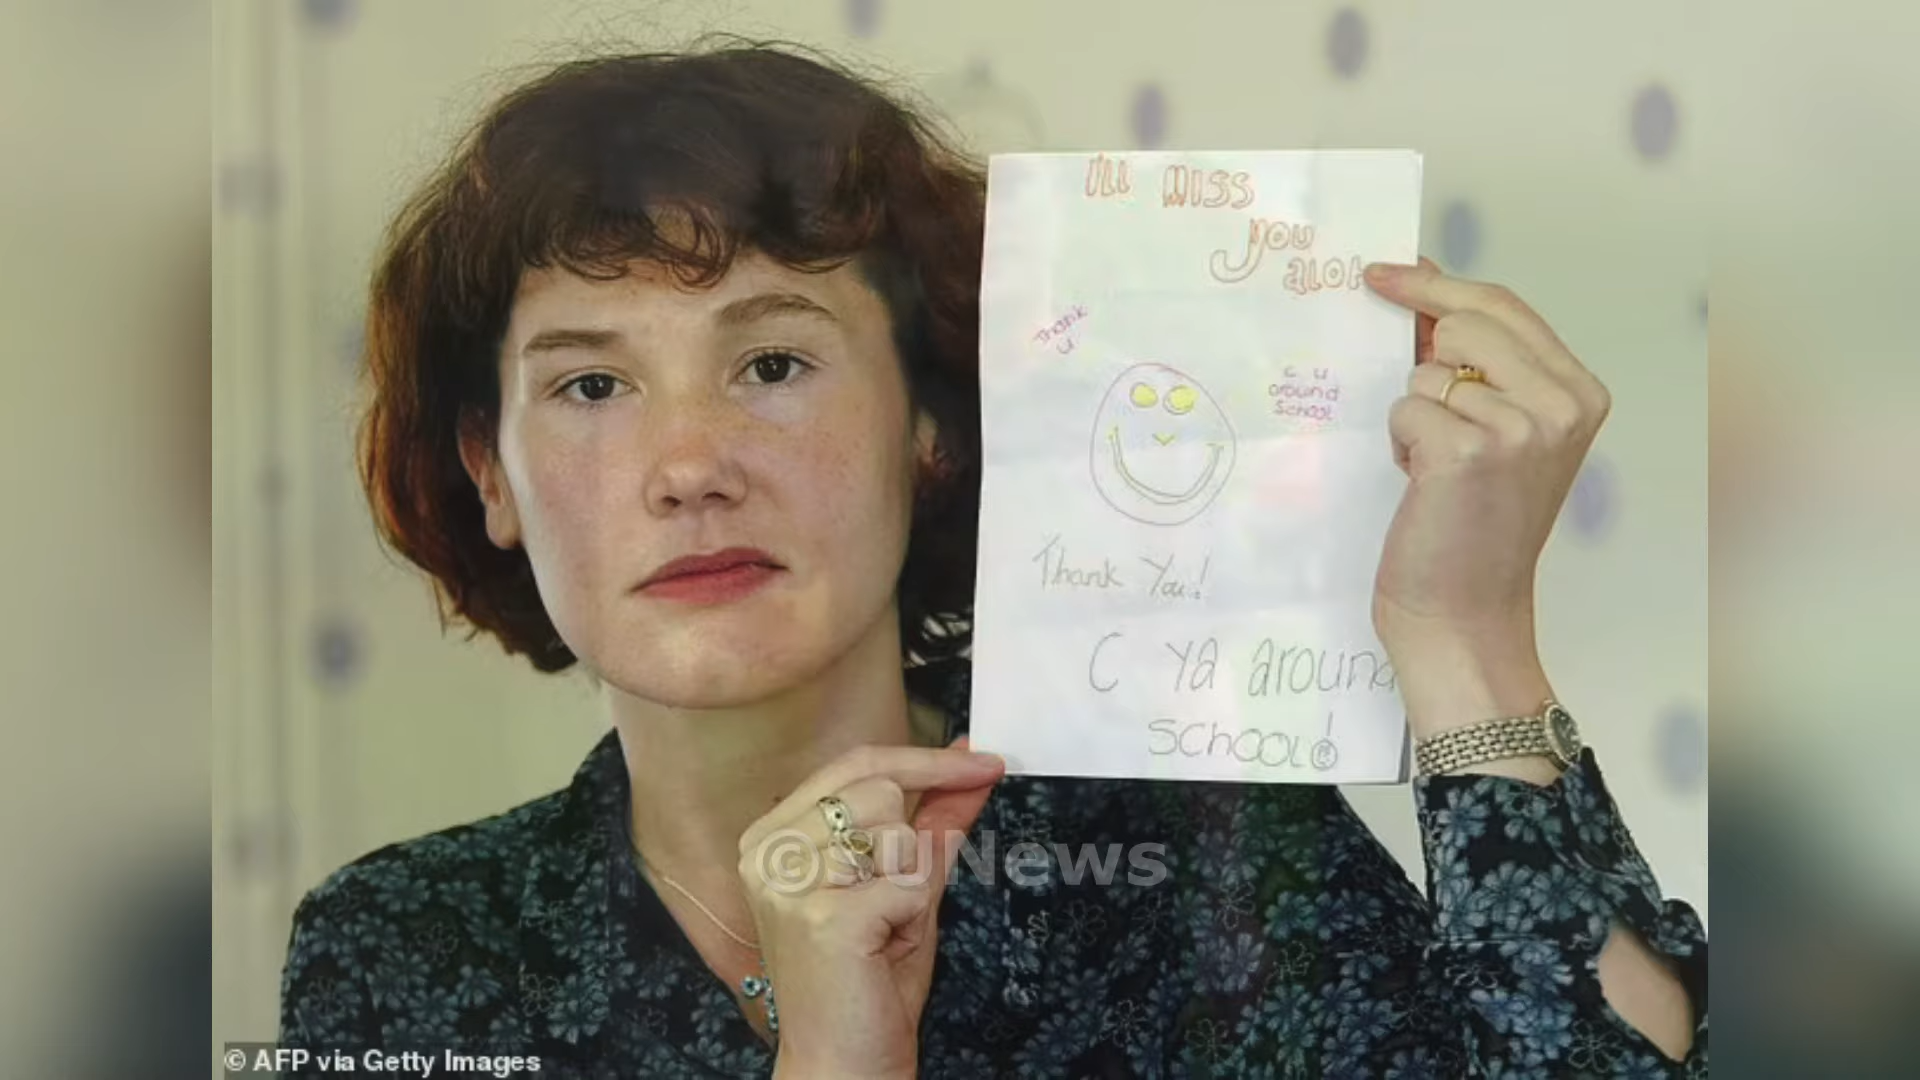 I'll MISS
you
alot
Thank
u
c u
around
school
Thank You!
C ya around
school!
©SUNews
© AFP via Getty Images